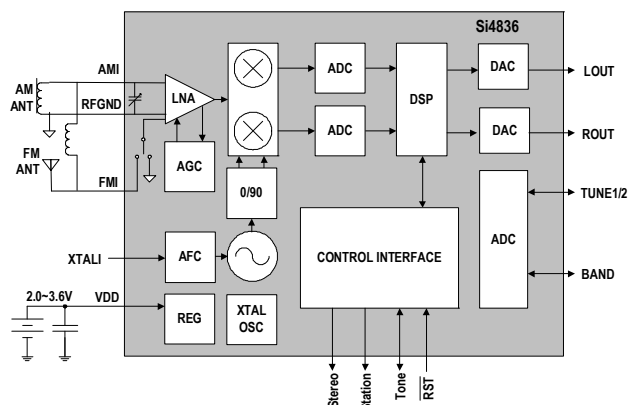 Si4836
AMI
AM
ANT
RFGND
LNA
ADC
DSP
DAC
LOUT
ADC
DAC
ROUT
FM
ANT
FMI
AGC
0/90
TUNE1/2
ADC
CONTROL INTERFACE
XTALI
AFC
BAND
2.0~3.6V
VDD
REG
XTAL
OSC
Stereo
Station
Tone
RST